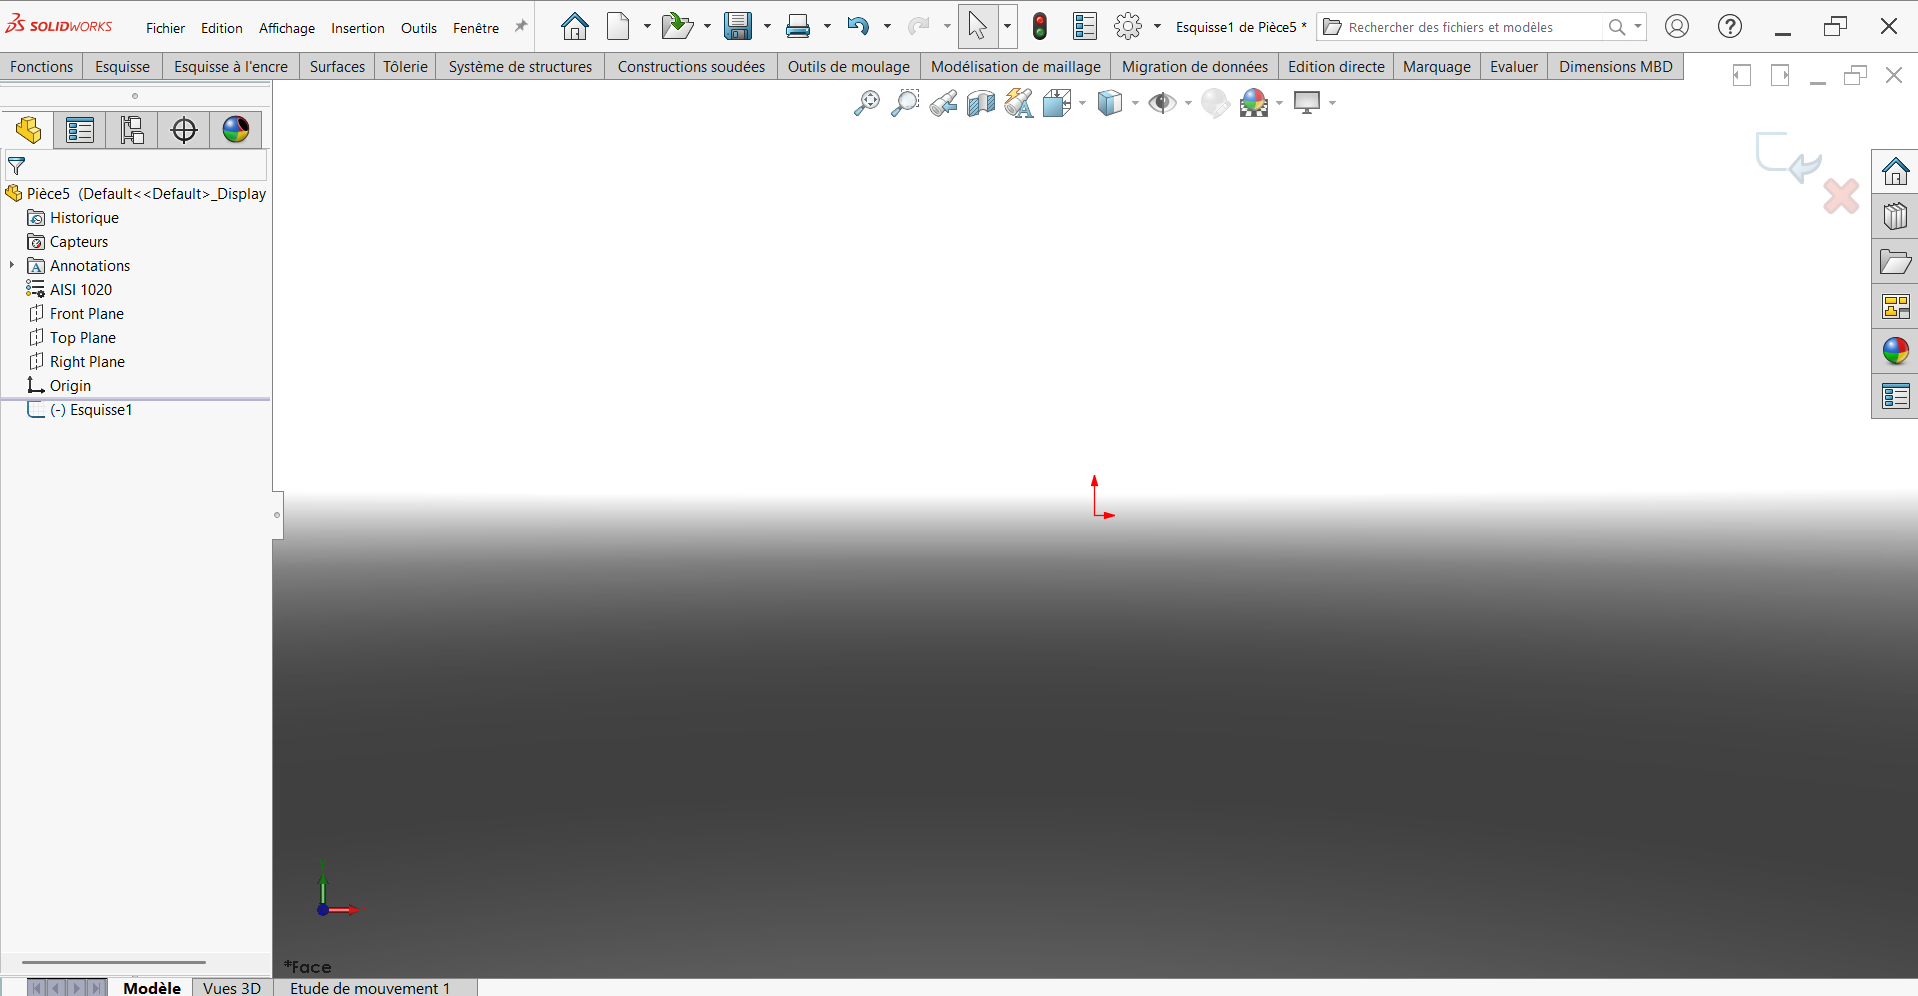 SOLIDWORKS Fichier Edition Affichage Insertion Outils Fenêtre Esquisse1 de Pièce5 * Rechercher des fichiers et modèles
Fonctions Esquisse Esquisse à l'encre Surfaces Tôlerie Système de structures Constructions soudées Outils de moulage Modélisation de maillage Migration de données Edition directe Marquage Evaluer Dimensions MBD
Pièce5 (Default<<Default>_Display
Historique
Capteurs
Annotations
AISI 1020
Front Plane
Top Plane
Right Plane
Origin
(-) Esquisse1
*Face
Modèle Vues 3D Etude de mouvement 1